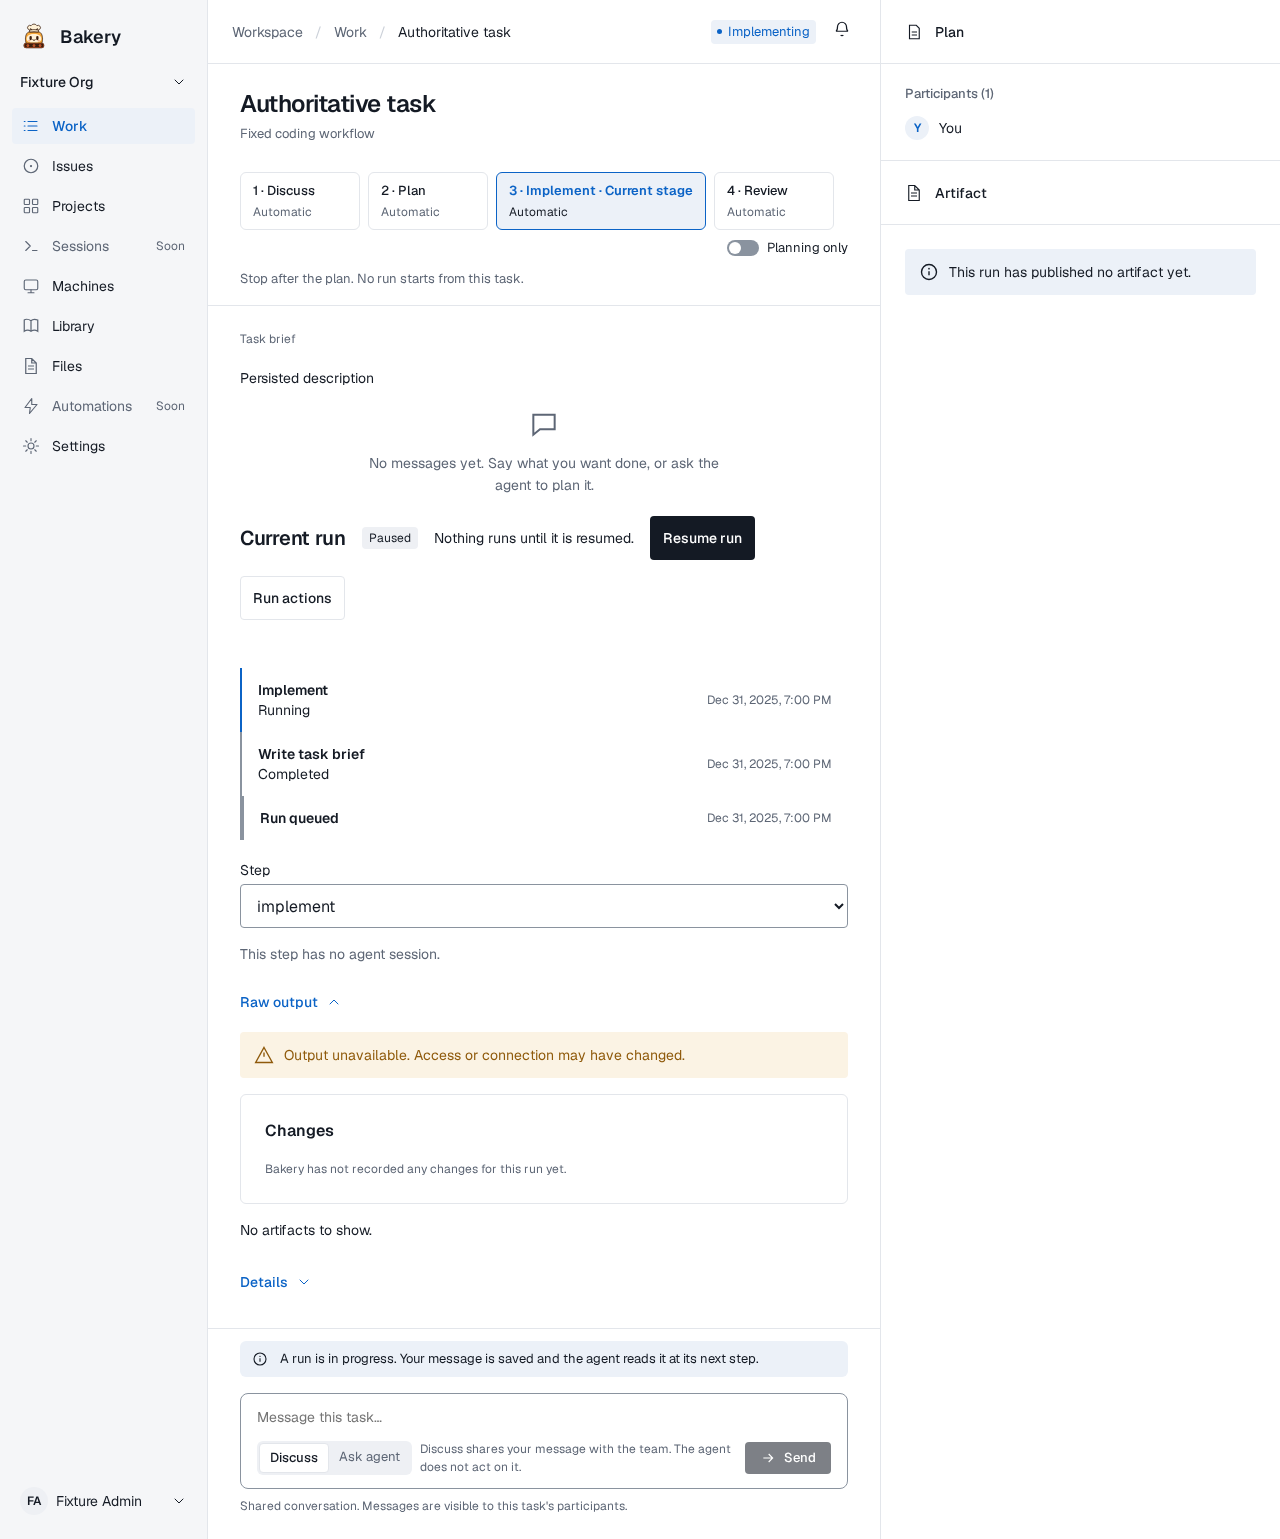 Bakery
Fixture Org
Work
Issues
Projects
Sessions Soon
Machines
Library
Files
Automations Soon
Settings
FA Fixture Admin
Workspace / Work / Authoritative task
Implementing
Authoritative task
Fixed coding workflow
1 · Discuss
Automatic
2 · Plan
Automatic
3 · Implement · Current stage
Automatic
4 · Review
Automatic
Planning only
Stop after the plan. No run starts from this task.
Task brief
Persisted description
No messages yet. Say what you want done, or ask the
agent to plan it.
Current run Paused Nothing runs until it is resumed. Resume run
Run actions
Implement
Running
Dec 31, 2025, 7:00 PM
Write task brief
Completed
Dec 31, 2025, 7:00 PM
Run queued Dec 31, 2025, 7:00 PM
Step
implement
This step has no agent session.
Raw output
Output unavailable. Access or connection may have changed.
Changes
Bakery has not recorded any changes for this run yet.
No artifacts to show.
Details
A run is in progress. Your message is saved and the agent reads it at its next step.
Message this task...
Discuss Ask agent
Discuss shares your message with the team. The agent
does not act on it.
Send
Shared conversation. Messages are visible to this task's participants.
Plan
Participants (1)
Y You
Artifact
This run has published no artifact yet.